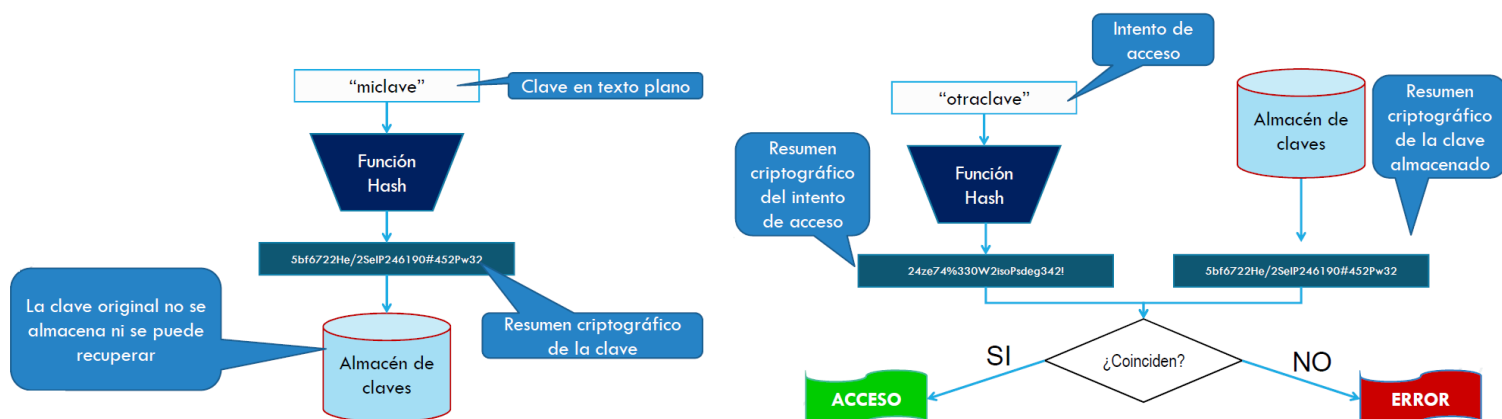 “miclave”
Clave en texto plano
Función
Hash
5bf6722He/2SelP246190#452Pw32
La clave original no se
almacena ni se puede
recuperar
Resumen criptográfico
de la clave
Almacén de
claves
Intento de
acceso
“otraclave”
Resumen
criptográfico
del intento
de acceso
Función
Hash
24ze74%330W2isoPsdeg342!
Almacén de
claves
Resumen
criptográfico
de la clave
almacenado
5bf6722He/2SelP246190#452Pw32
¿Coinciden?
SI
NO
ACCESO
ERROR